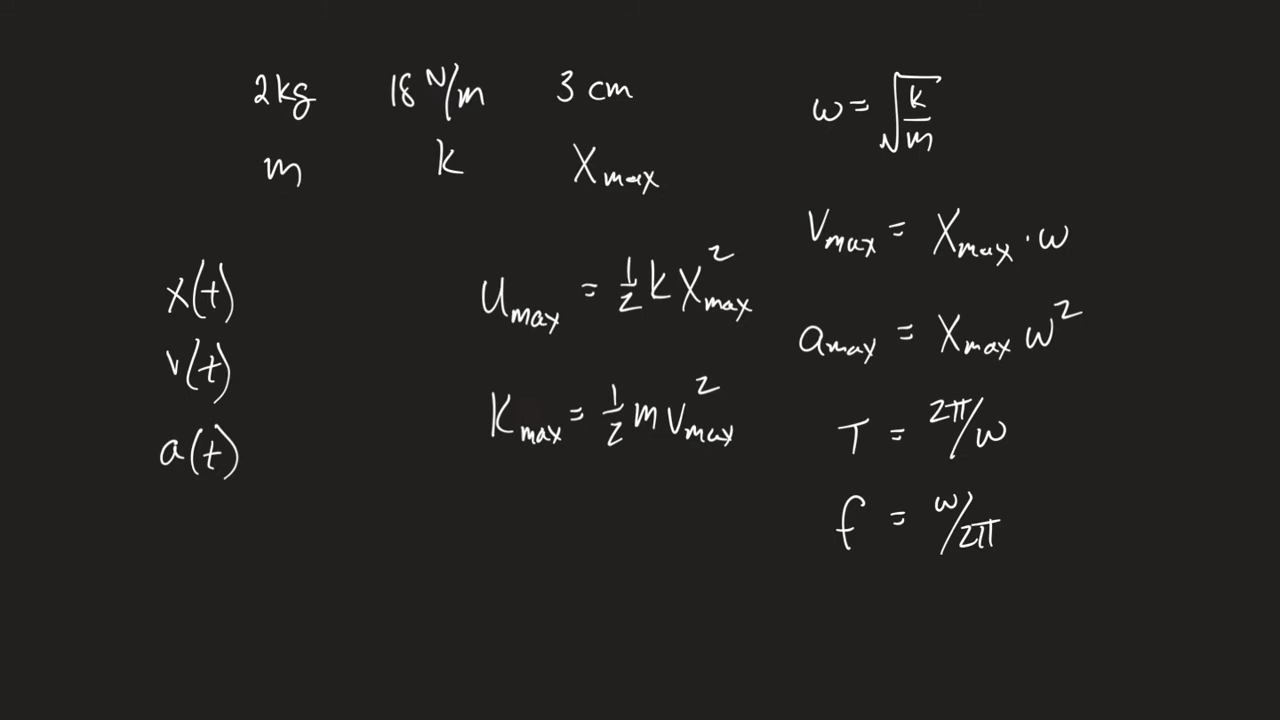 2kg 18 N/m 3 cm
m k Xmax
x(t)
v(t)
a(t)
Umax = 1/2 k Xmax²
Kmax = 1/2 m vmax²
ω = √(k/m)
Vmax = Xmax · ω
amax = Xmax ω²
T = 2π/ω
f = ω/2π